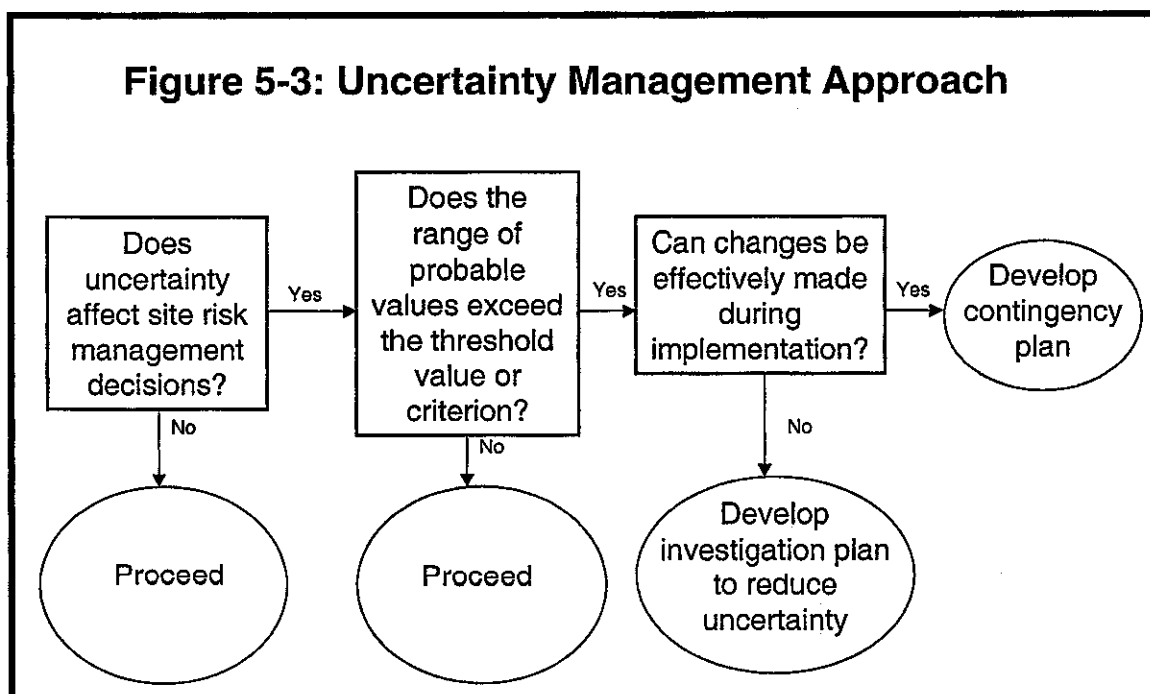 Figure 5-3: Uncertainty Management Approach
Does
uncertainty
affect site risk
management
decisions?
Yes
No
Proceed
Does the
range of
probable
values exceed
the threshold
value or
criterion?
Yes
No
Proceed
Can changes be
effectively made
during
implementation?
Yes
No
Develop
investigation plan
to reduce
uncertainty
Develop
contingency
plan